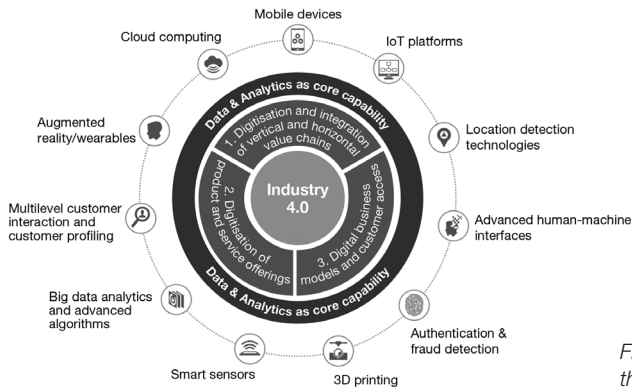 Mobile devices
Cloud computing
IoT platforms
Augmented
reality/wearables
Location detection
technologies
Multilevel customer
interaction and
customer profiling
Advanced human-machine
interfaces
Big data analytics
and advanced
algorithms
Authentication &
fraud detection
Smart sensors
3D printing
Data & Analytics as core capability
1. Digitisation and integration
of vertical and horizontal
value chains
2. Digitisation of
product and service offerings
3. Digital business
models and customer access
Industry
4.0
Data & Analytics as core capability